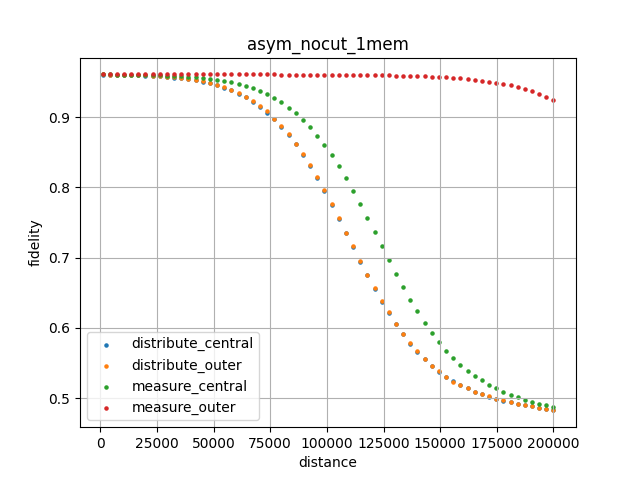 asym_nocut_1mem
fidelity
0.9
0.8
0.7
0.6
0.5
distribute_central
distribute_outer
measure_central
measure_outer
0 25000 50000 75000 100000 125000 150000 175000 200000
distance